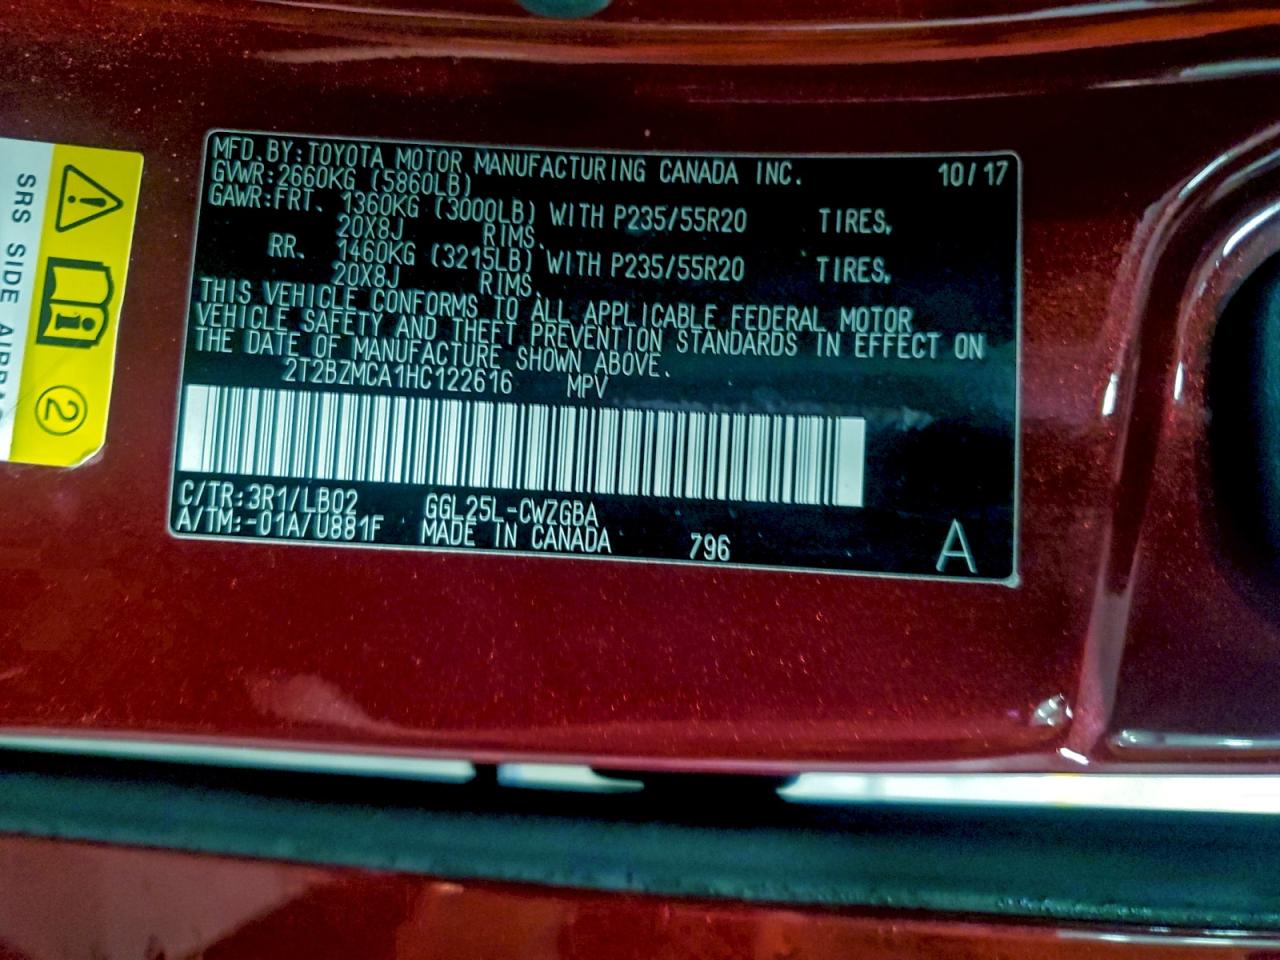 MFD.BY:TOYOTA MOTOR MANUFACTURING CANADA INC. 10/17
GVWR:2660KG (5860LB)
GAWR:FRT. 1360KG (3000LB) WITH P235/55R20 TIRES,
20X8J RIMS.
RR. 1460KG (3215LB) WITH P235/55R20 TIRES,
20X8J RIMS
THIS VEHICLE CONFORMS TO ALL APPLICABLE FEDERAL MOTOR
VEHICLE SAFETY AND THEFT PREVENTION STANDARDS IN EFFECT ON
THE DATE OF MANUFACTURE SHOWN ABOVE.
2T2BZMCA1HC122616 MPV
C/TR:3R1/LB02 GGL25L-CWZGBA
A/TM:-01A/U881F MADE IN CANADA 796
A
SRS SIDE AIRBAG
2